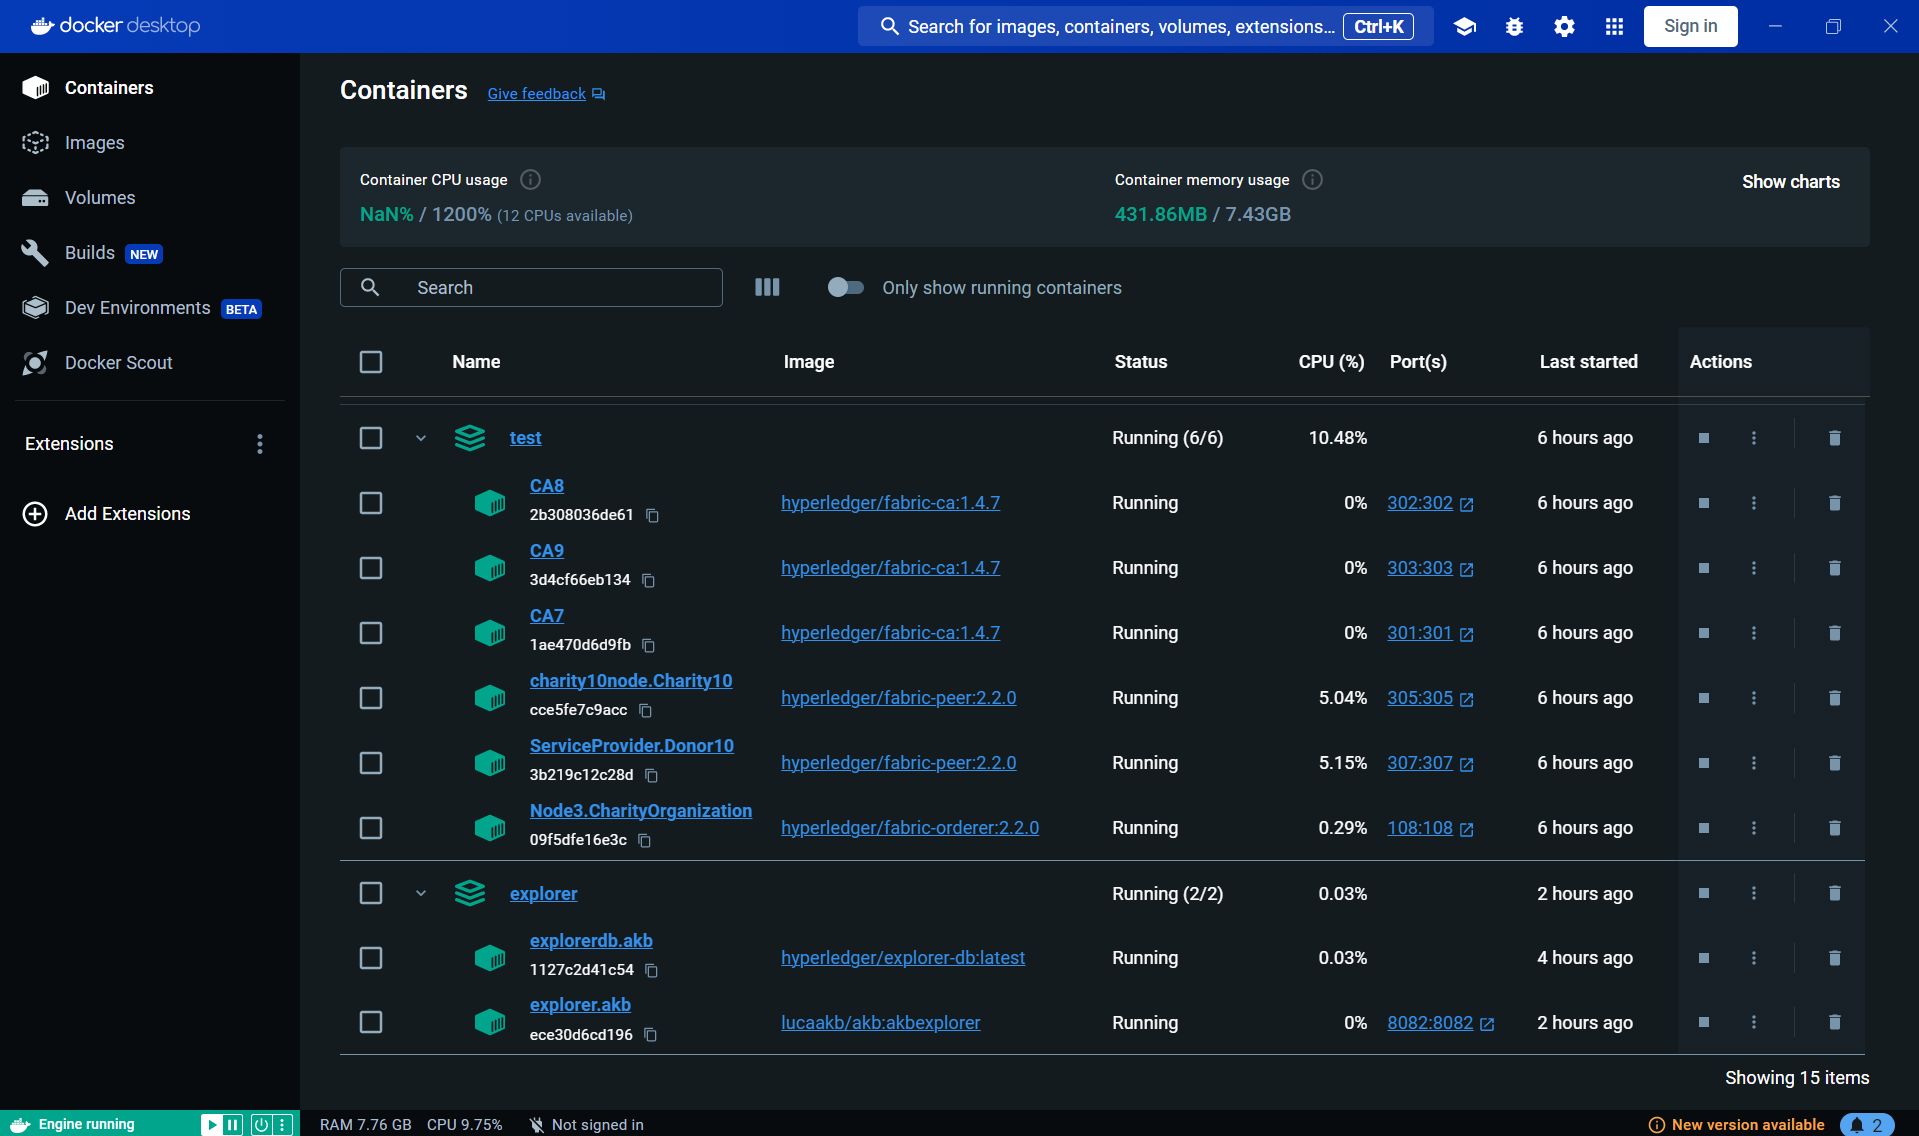 docker desktop
Search for images, containers, volumes, extensions... Ctrl+K
Sign in
Containers
Images
Volumes
Builds NEW
Dev Environments BETA
Docker Scout
Extensions
Add Extensions
Containers Give feedback
Container CPU usage
NaN% / 1200% (12 CPUs available)
Container memory usage
431.86MB / 7.43GB
Show charts
Search
Only show running containers
Name Image Status CPU (%) Port(s) Last started Actions
test Running (6/6) 10.48% 6 hours ago
CA8
2b308036de61
hyperledger/fabric-ca:1.4.7 Running 0% 302:302 6 hours ago
CA9
3d4cf66eb134
hyperledger/fabric-ca:1.4.7 Running 0% 303:303 6 hours ago
CA7
1ae470d6d9fb
hyperledger/fabric-ca:1.4.7 Running 0% 301:301 6 hours ago
charity10node.Charity10
cce5fe7c9acc
hyperledger/fabric-peer:2.2.0 Running 5.04% 305:305 6 hours ago
ServiceProvider.Donor10
3b219c12c28d
hyperledger/fabric-peer:2.2.0 Running 5.15% 307:307 6 hours ago
Node3.CharityOrganization
09f5dfe16e3c
hyperledger/fabric-orderer:2.2.0 Running 0.29% 108:108 6 hours ago
explorer Running (2/2) 0.03% 2 hours ago
explorerdb.akb
1127c2d41c54
hyperledger/explorer-db:latest Running 0.03% 4 hours ago
explorer.akb
ece30d6cd196
lucaakb/akb:akbexplorer Running 0% 8082:8082 2 hours ago
Showing 15 items
Engine running
RAM 7.76 GB CPU 9.75% Not signed in
New version available 2